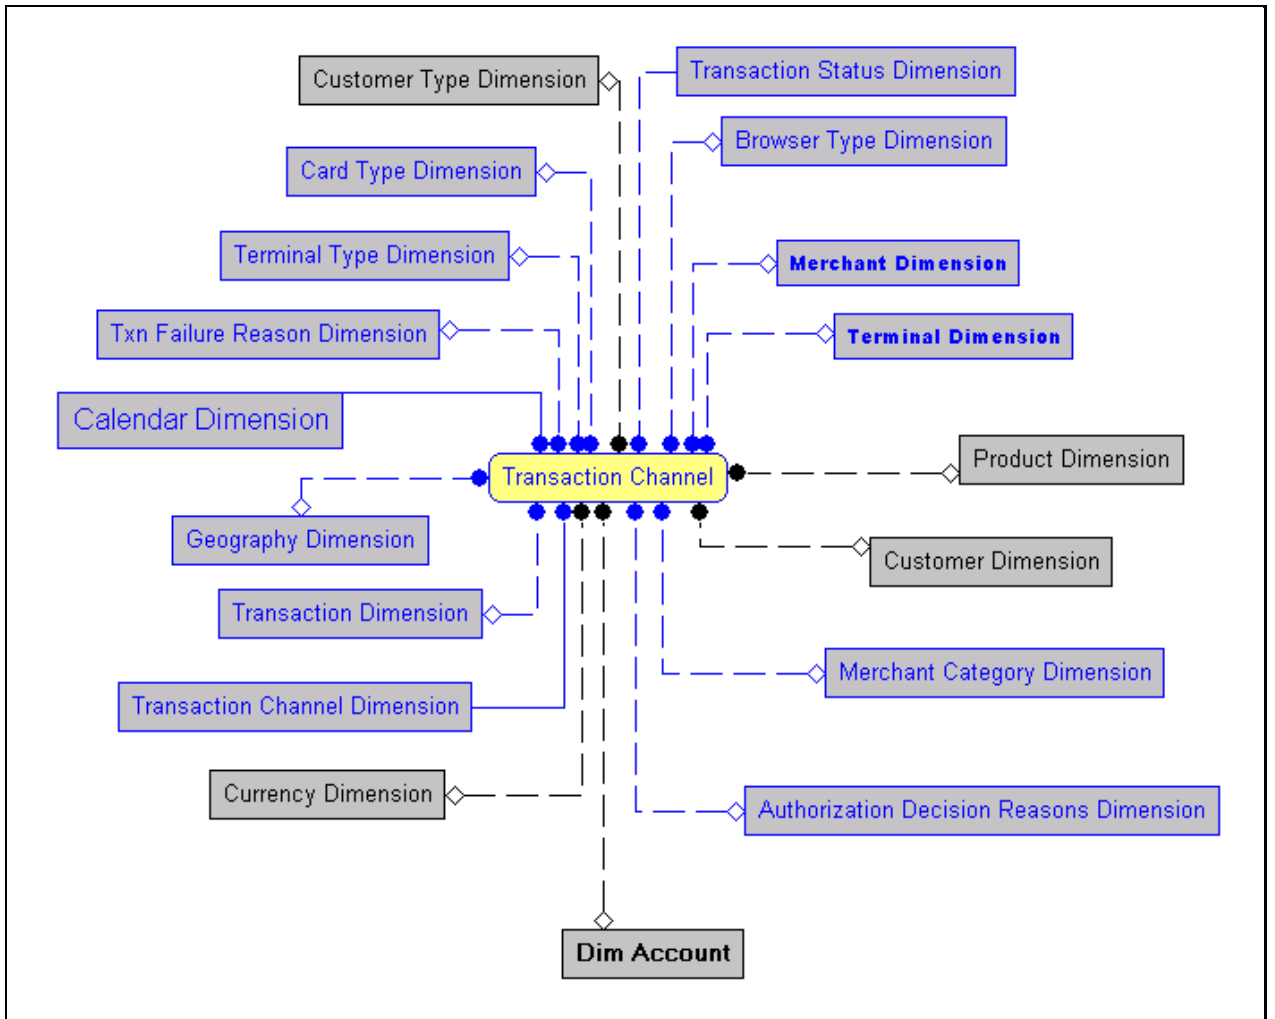 Transaction Status Dimension
Customer Type Dimension
Browser Type Dimension
Card Type Dimension
Terminal Type Dimension
Merchant Dimension
Txn Failure Reason Dimension
Terminal Dimension
Calendar Dimension
Product Dimension
Transaction Channel
Geography Dimension
Customer Dimension
Transaction Dimension
Merchant Category Dimension
Transaction Channel Dimension
Currency Dimension
Authorization Decision Reasons Dimension
Dim Account